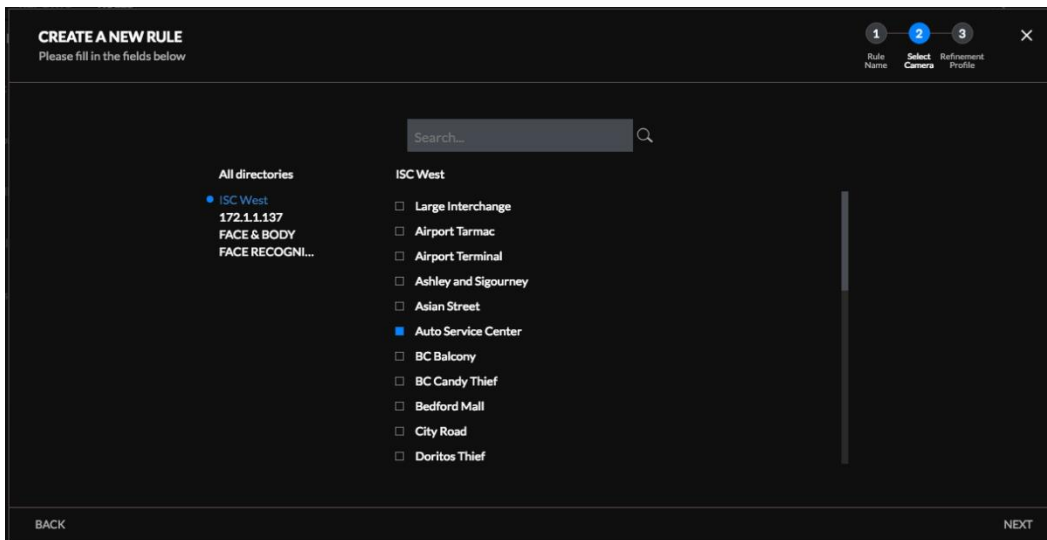 CREATE A NEW RULE
Please fill in the fields below
1 2 3
Rule Name
Select Camera
Refinement Profile
Search...
All directories
ISC West
172.1.1.137
FACE & BODY
FACE RECOGNI...
ISC West
Large Interchange
Airport Tarmac
Airport Terminal
Ashley and Sigourney
Asian Street
Auto Service Center
BC Balcony
BC Candy Thief
Bedford Mall
City Road
Doritos Thief
BACK
NEXT